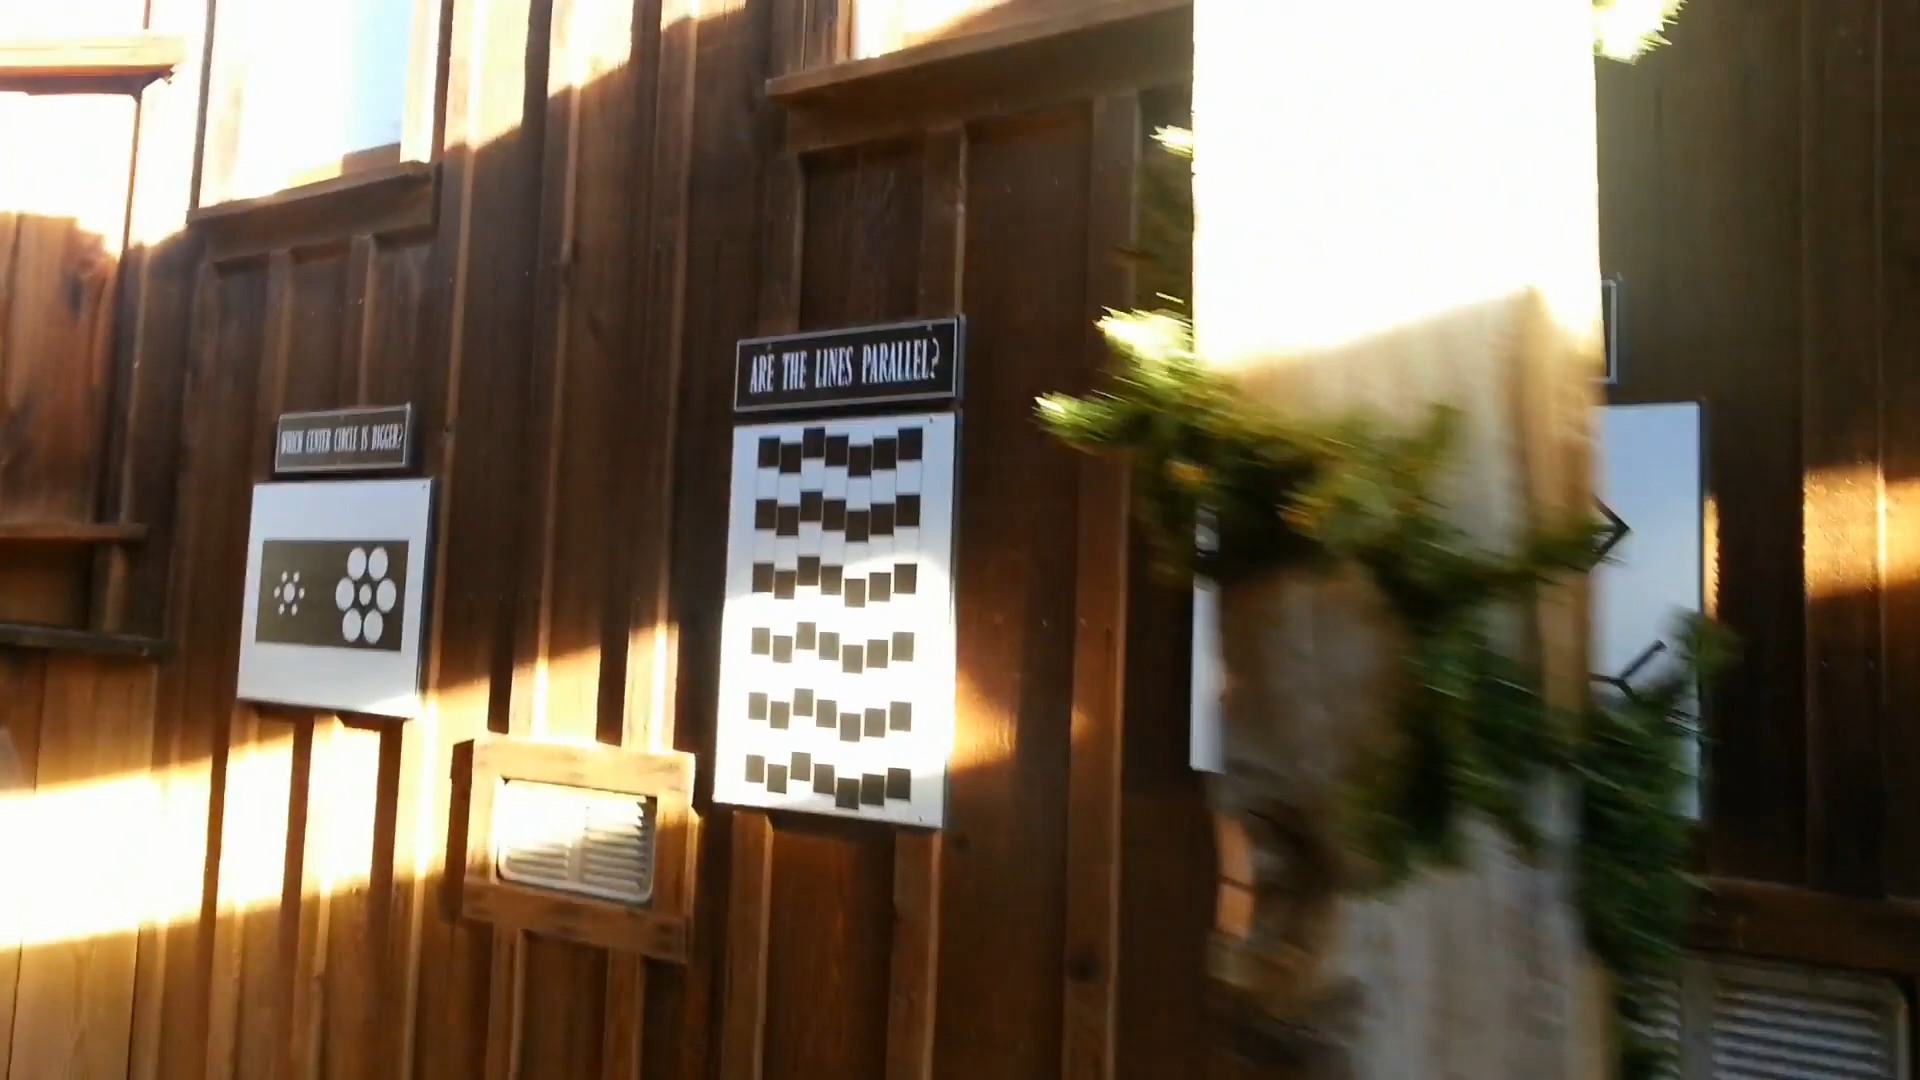 WHICH CENTER CIRCLE IS BIGGER?
ARE THE LINES PARALLEL?